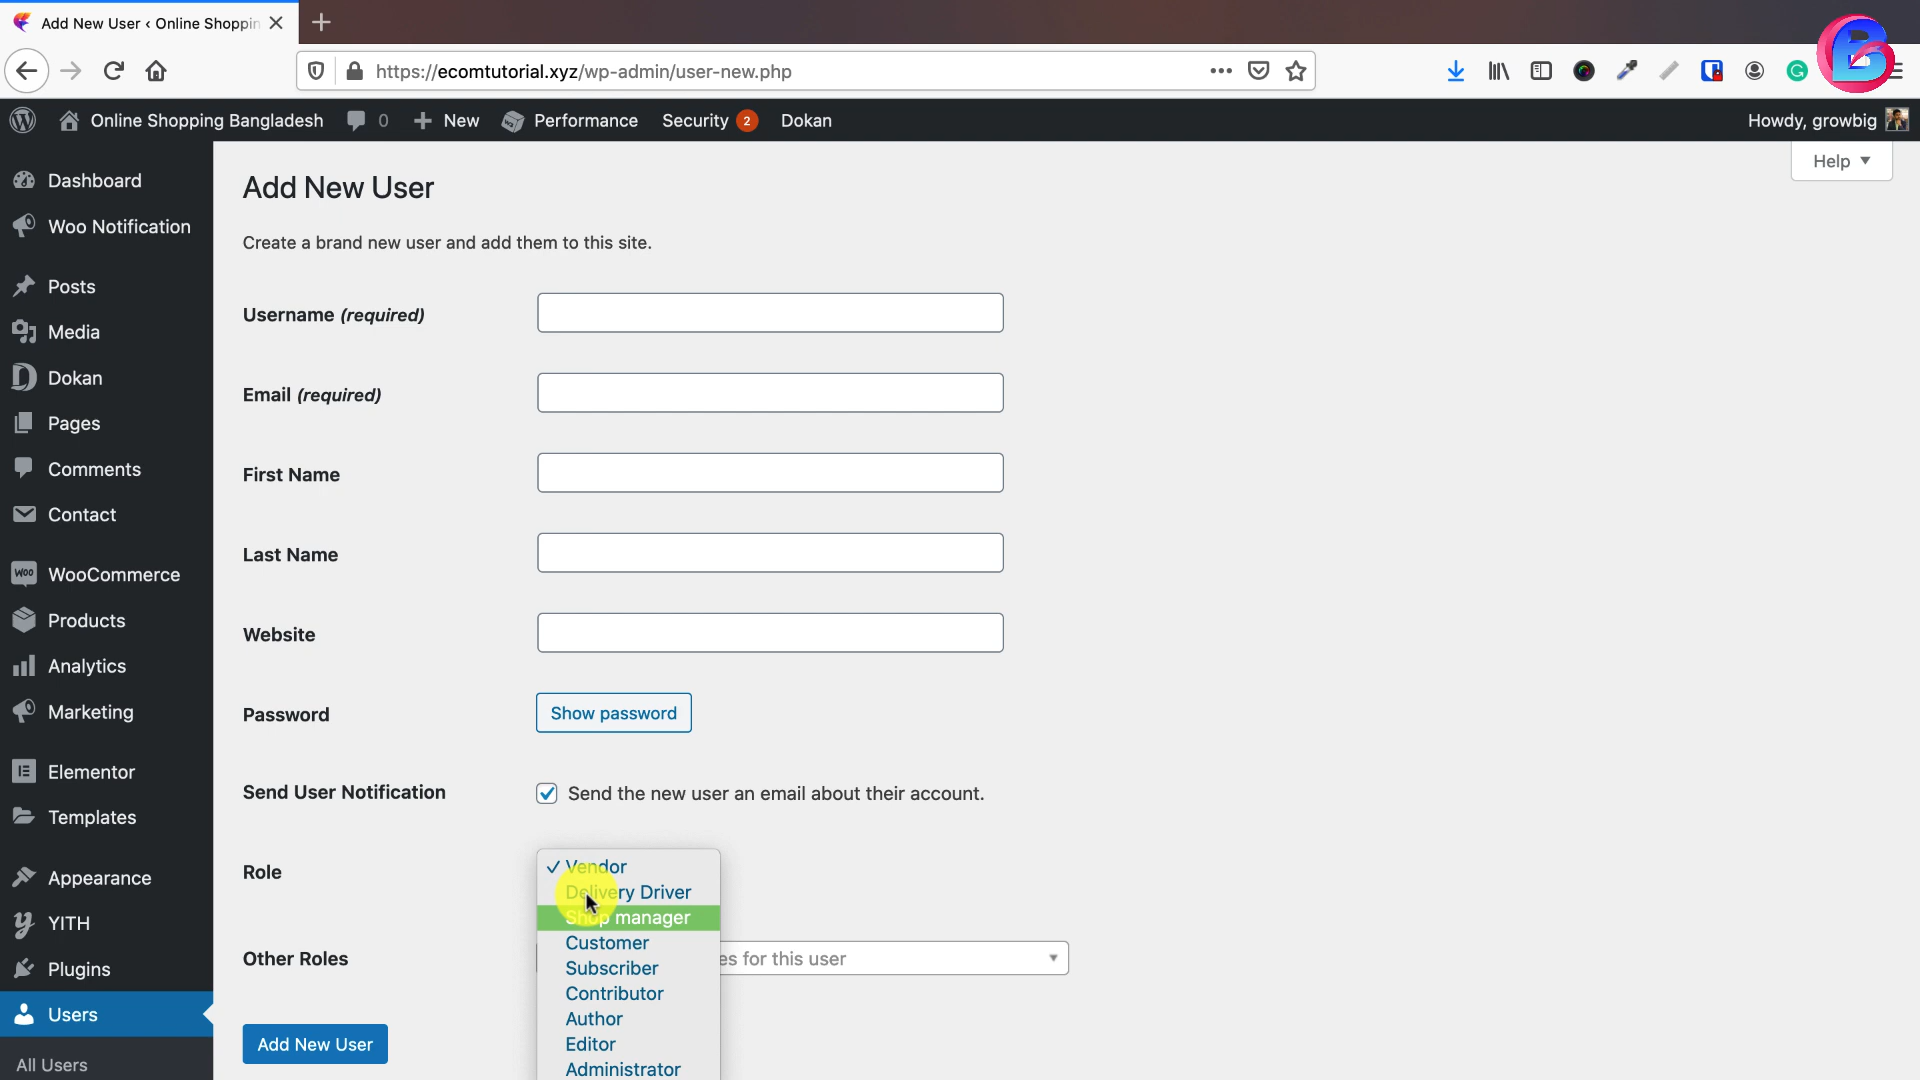 Add New User ‹ Online Shoppin
https://ecomtutorial.xyz/wp-admin/user-new.php
Online Shopping Bangladesh 0 New Performance Security 2 Dokan Howdy, growbig
Help
Dashboard
Woo Notification
Posts
Media
Dokan
Pages
Comments
Contact
WooCommerce
Products
Analytics
Marketing
Elementor
Templates
Appearance
YITH
Plugins
Users
All Users
Add New User
Create a brand new user and add them to this site.
Username (required)
Email (required)
First Name
Last Name
Website
Password Show password
Send User Notification Send the new user an email about their account.
Role
Vendor
Delivery Driver
Shop manager
Customer
Subscriber
Contributor
Author
Editor
Administrator
Other Roles es for this user
Add New User